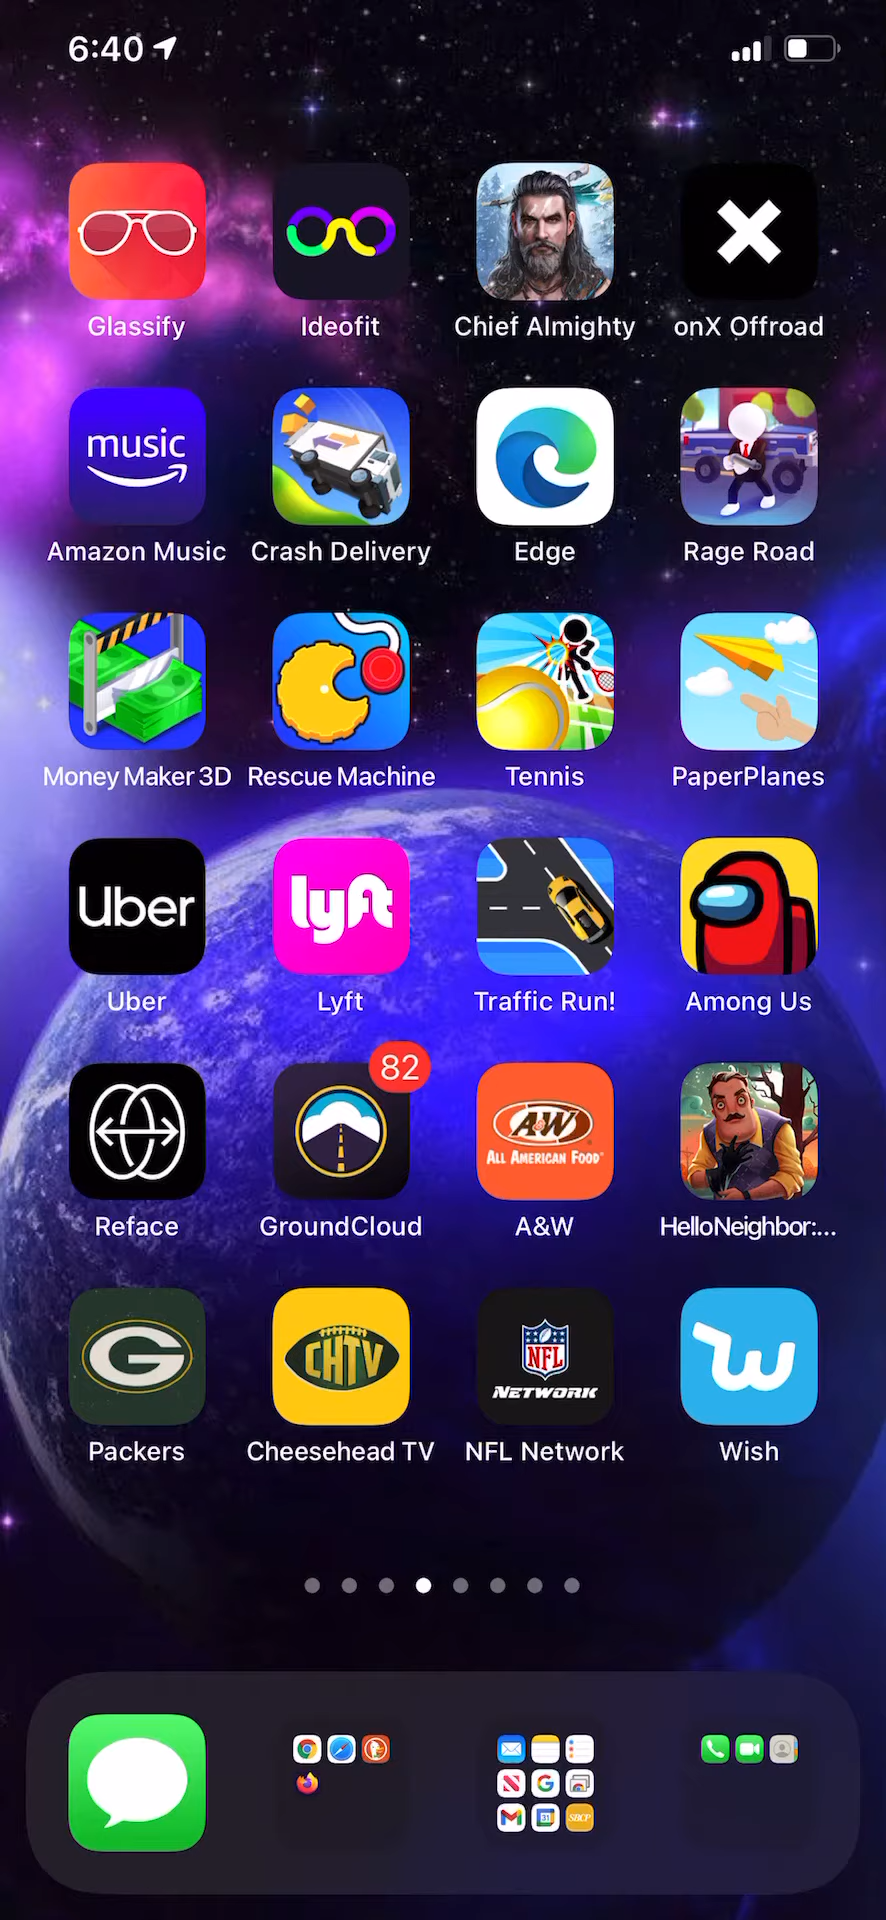 6:40
Glassify
Ideofit
Chief Almighty
onX Offroad
music
Amazon Music
Crash Delivery
Edge
Rage Road
Money Maker 3D
Rescue Machine
Tennis
PaperPlanes
Uber
Uber
lyft
Lyft
Traffic Run!
Among Us
Reface
82
GroundCloud
A&W
ALL AMERICAN FOOD®
A&W
HelloNeighbor:...
G
Packers
CHTV
Cheesehead TV
NFL
NETWORK
NFL Network
W
Wish
N
G
31
SBCP